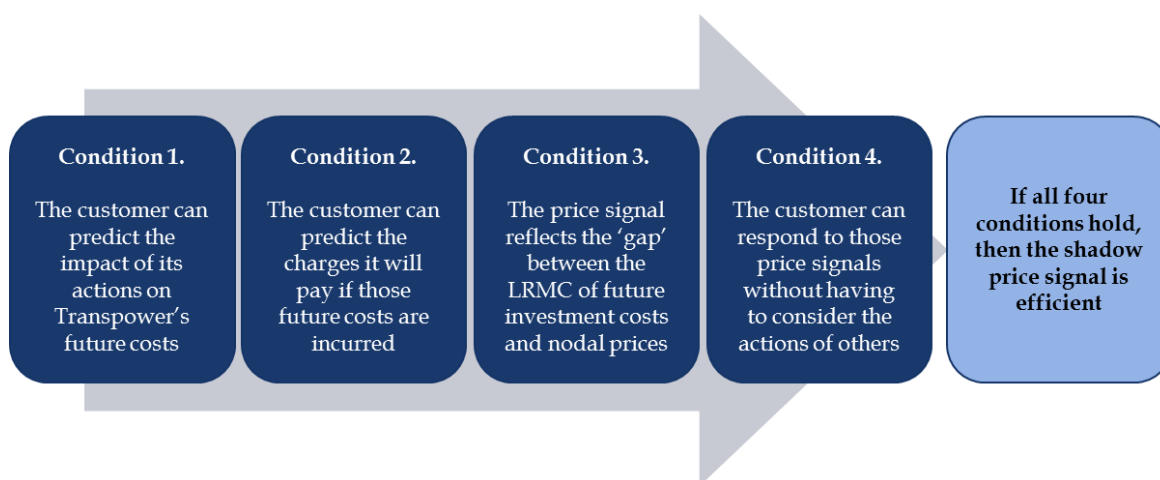 Condition 1.
The customer can
predict the
impact of its
actions on
Transpower's
future costs
Condition 2.
The customer can
predict the
charges it will
pay if those
future costs are
incurred
Condition 3.
The price signal
reflects the 'gap'
between the
LRMC of future
investment costs
and nodal prices
Condition 4.
The customer can
respond to those
price signals
without having
to consider the
actions of others
If all four
conditions hold,
then the shadow
price signal is
efficient